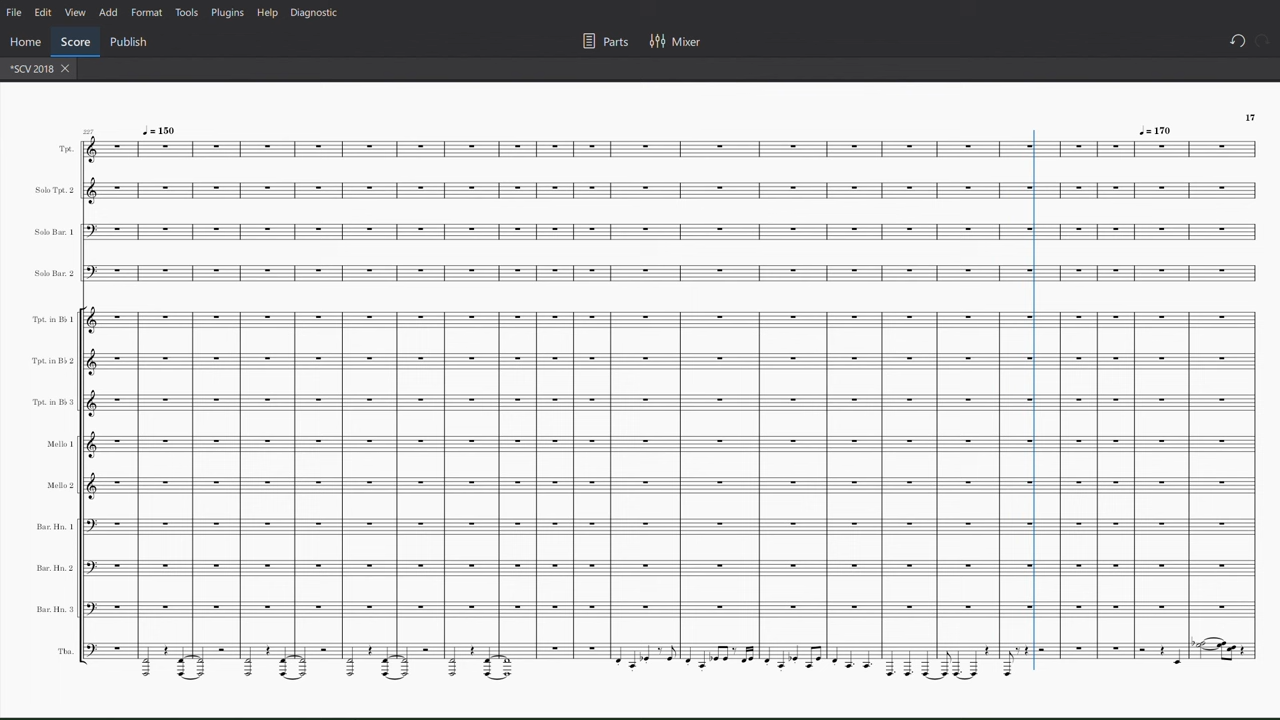 File Edit View Add Format Tools Plugins Help Diagnostic
Home Score Publish Parts Mixer
*SCV 2018
17
227 ♩ = 150 ♩ = 170
Tpt.
Solo Tpt. 2
Solo Bar. 1
Solo Bar. 2
Tpt. in B♭ 1
Tpt. in B♭ 2
Tpt. in B♭ 3
Mello 1
Mello 2
Bar. Hn. 1
Bar. Hn. 2
Bar. Hn. 3
Tba.